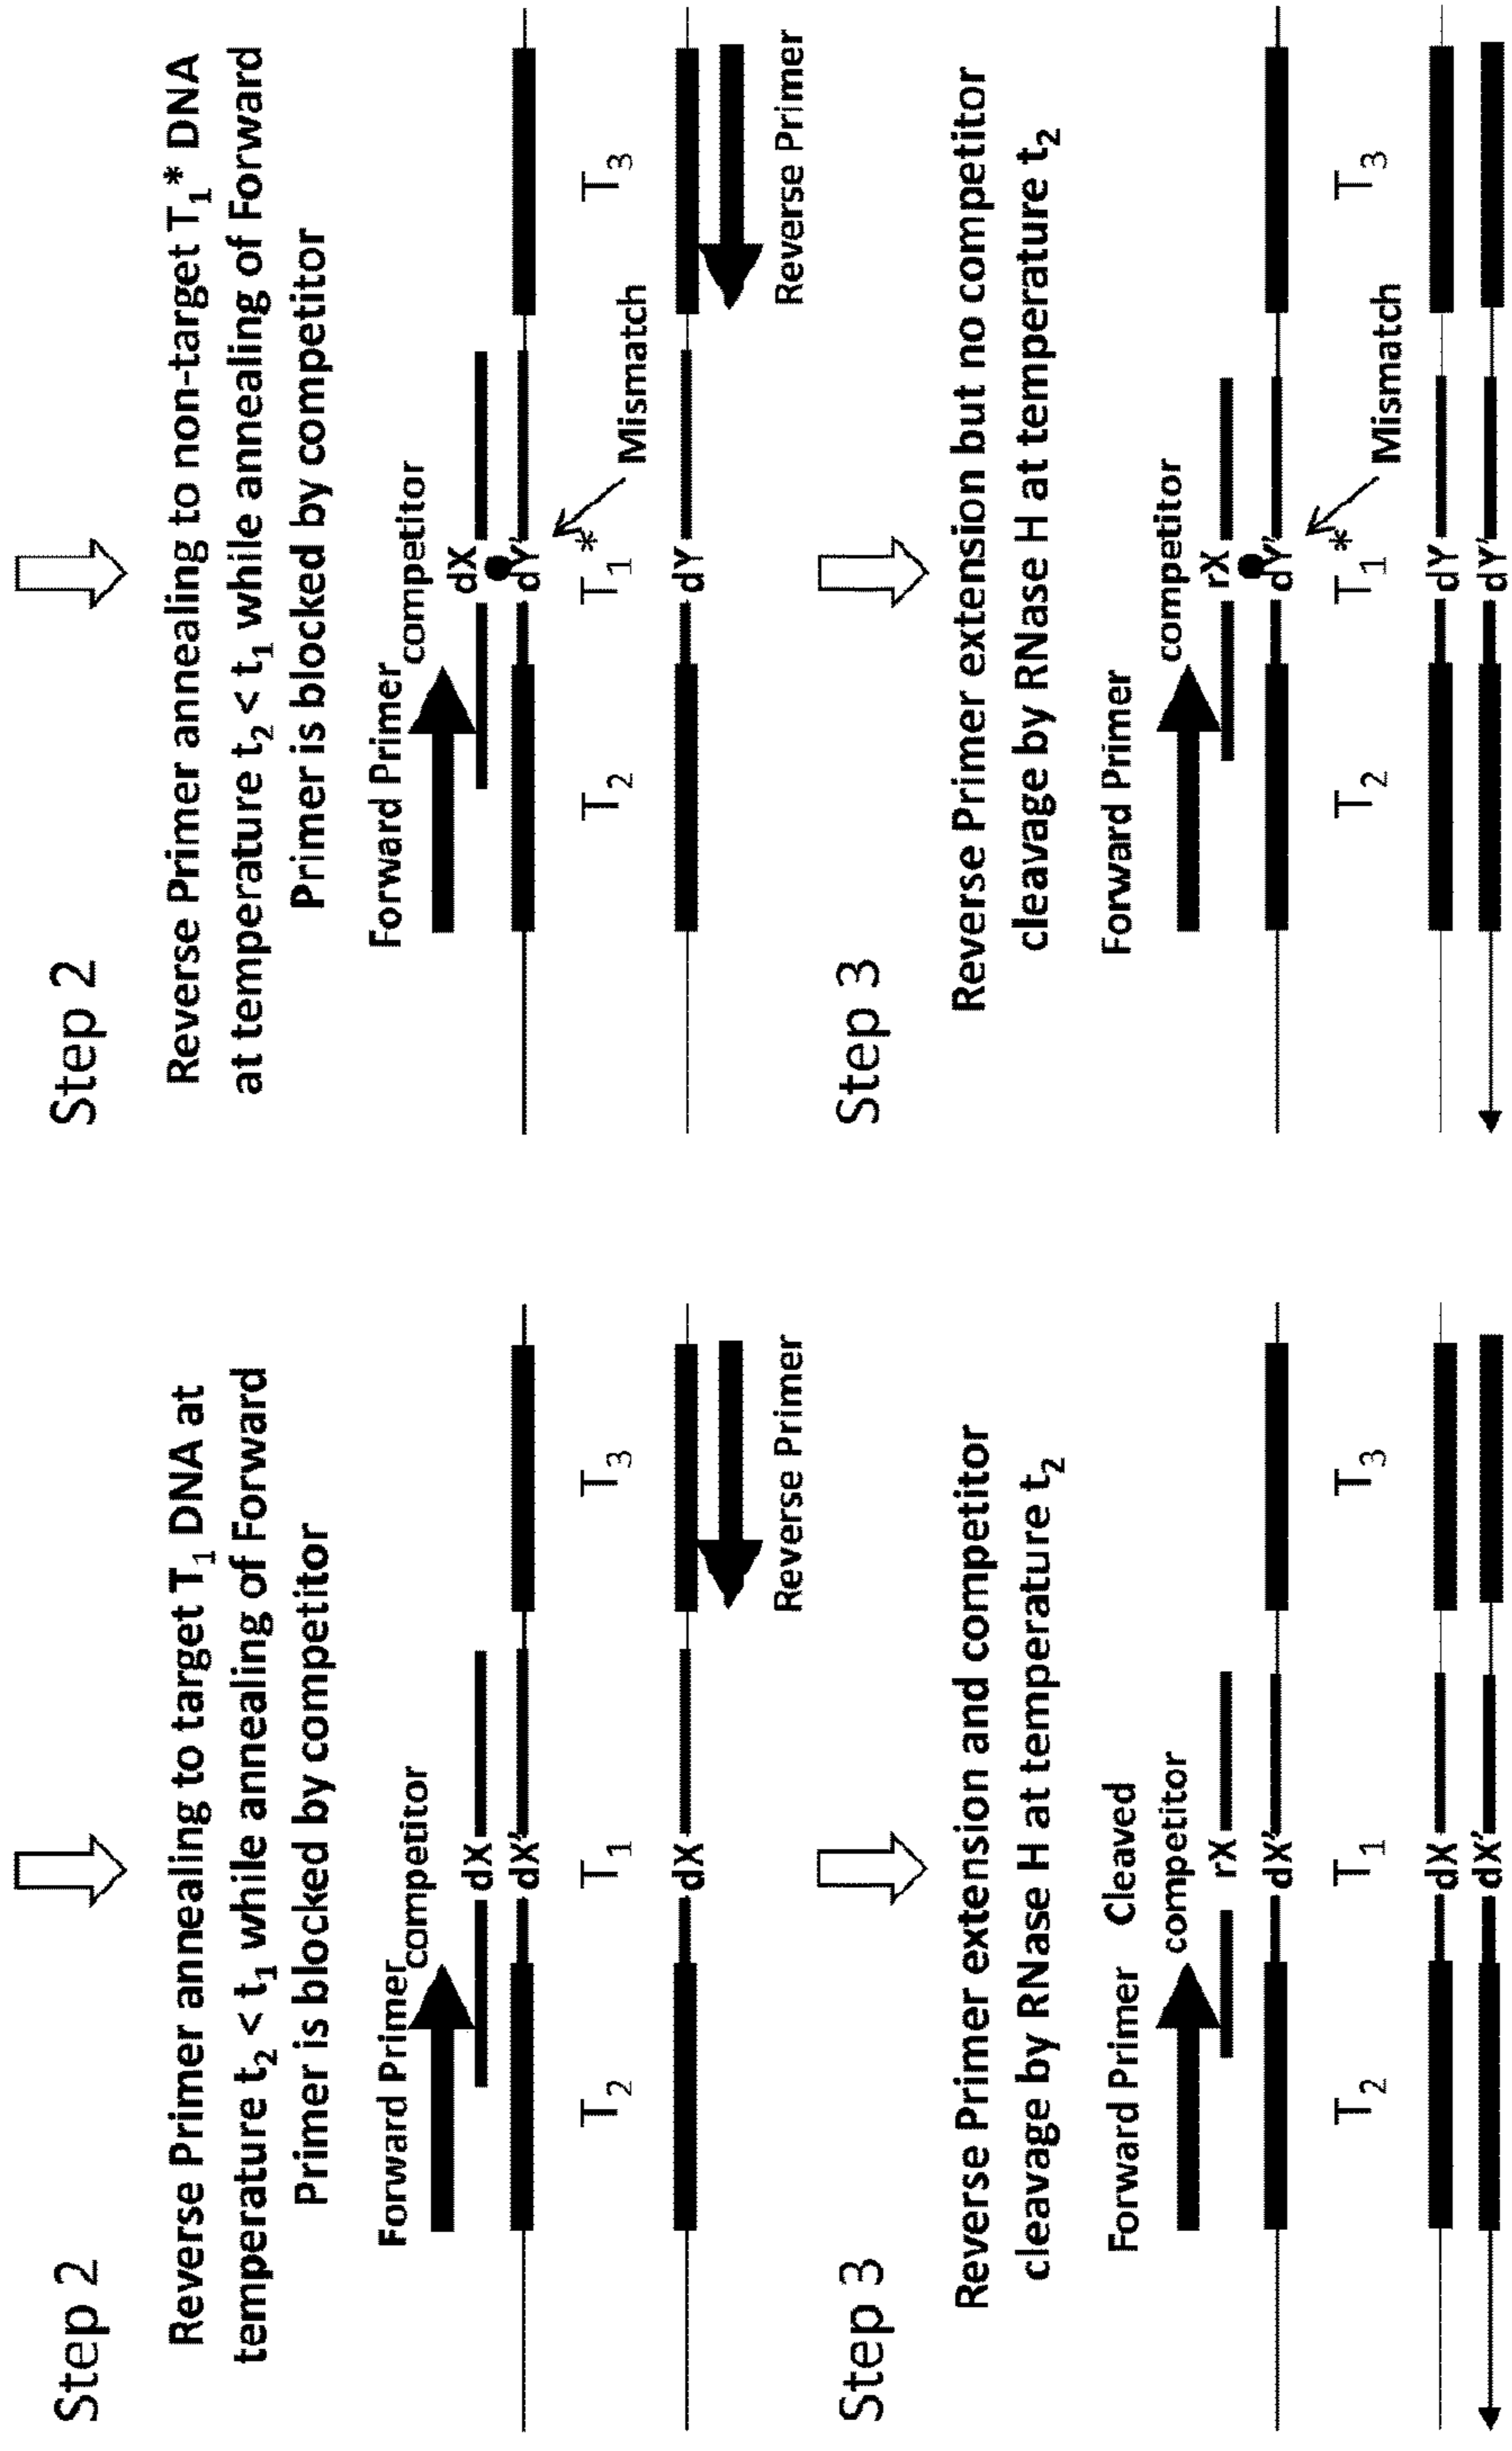 Step 2
Reverse Primer annealing to target T₁ DNA at
temperature t₂ < t₁ while annealing of Forward
Primer is blocked by competitor
Forward Primer
competitor
dX
dX'
T₂ T₁ T₃
dX
Reverse Primer
Step 3
Reverse Primer extension and competitor
cleavage by RNase H at temperature t₂
Forward Primer Cleaved
competitor
rX
dX'
T₂ T₁ T₃
dX
dX'
Step 2
Reverse Primer annealing to non-target T₁* DNA
at temperature t₂ < t₁ while annealing of Forward
Primer is blocked by competitor
Forward Primer
competitor
dX
dY'
Mismatch
T₂ T₁* T₃
dY
Reverse Primer
Step 3
Reverse Primer extension but no competitor
cleavage by RNase H at temperature t₂
Forward Primer
competitor
rX
dY'
Mismatch
T₂ T₁* T₃
dY
dY'